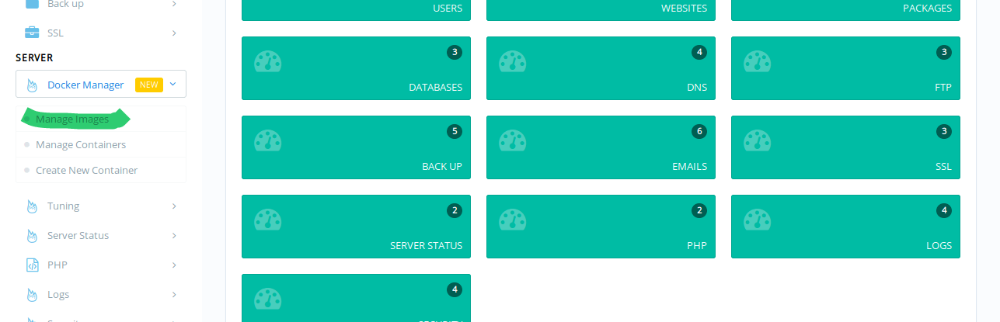 Back up
SSL
SERVER
Docker Manager NEW
Manage Images
Manage Containers
Create New Container
Tuning
Server Status
PHP
Logs
USERS
WEBSITES
PACKAGES
3
DATABASES
4
DNS
3
FTP
5
BACK UP
6
EMAILS
3
SSL
2
SERVER STATUS
2
PHP
4
LOGS
4